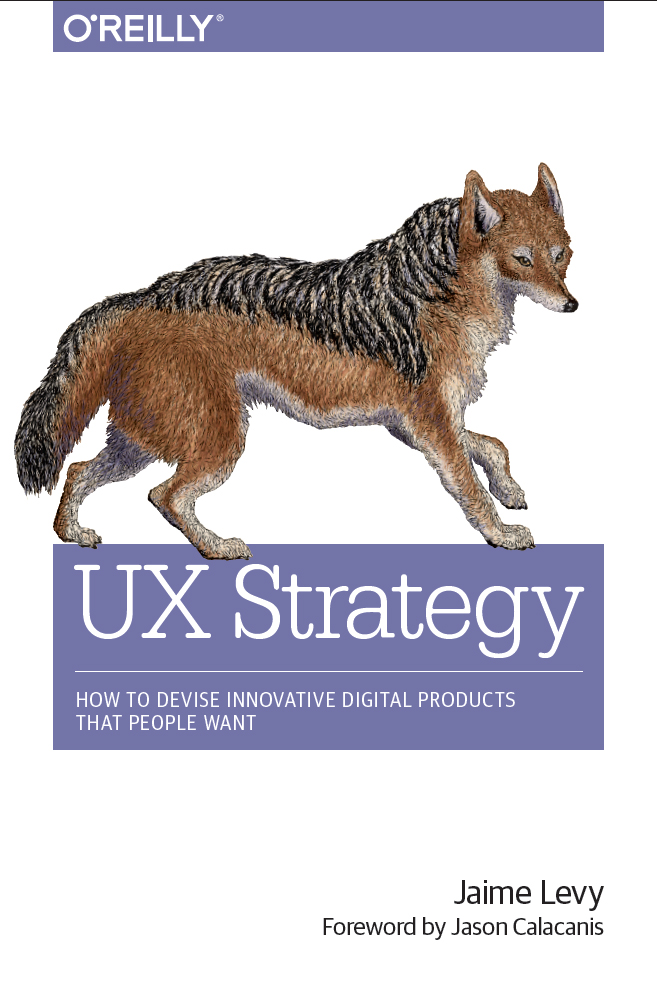 O'REILLY®
UX Strategy
HOW TO DEVISE INNOVATIVE DIGITAL PRODUCTS
THAT PEOPLE WANT
Jaime Levy
Foreword by Jason Calacanis